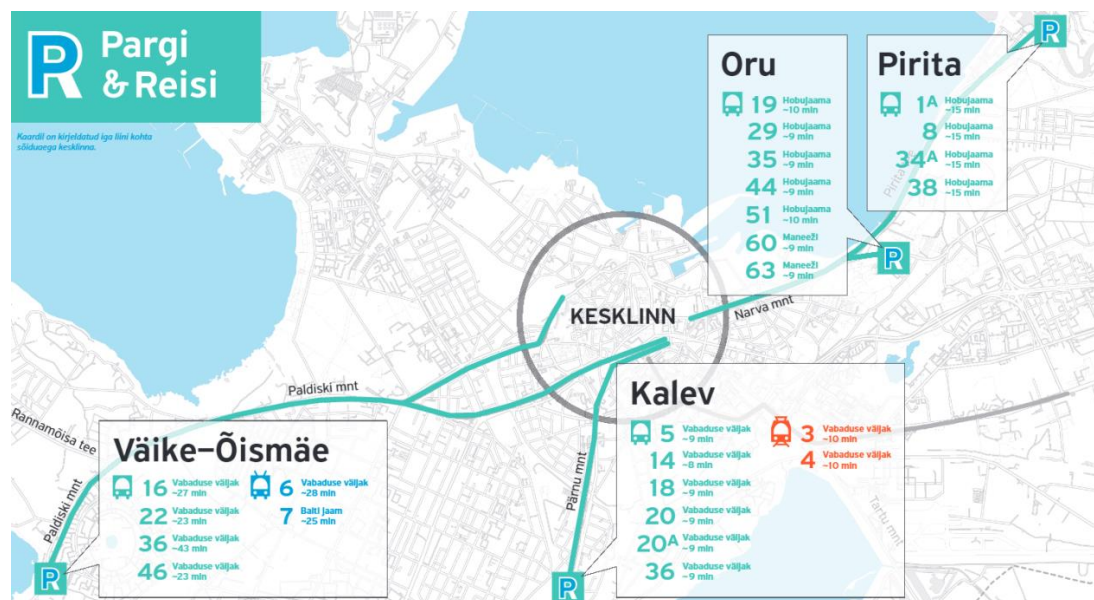 R Pargi
& Reisi
Kaardil on kirjeldatud iga liini kohta
sõiduaega kesklinna.
Oru
19 Hobujaama
~10 min
29 Hobujaama
~9 min
35 Hobujaama
~9 min
44 Hobujaama
~9 min
51 Hobujaama
~10 min
60 Maneeži
~9 min
63 Maneeži
~9 min
Pirita
1A Hobujaama
~15 min
8 Hobujaama
~15 min
34A Hobujaama
~15 min
38 Hobujaama
~15 min
R
Pirita tee
R
KESKLINN
Narva mnt
Paldiski mnt
Rannamõisa tee
Paldiski mnt
Väike-Õismäe
16 Vabaduse väljak
~27 min
22 Vabaduse väljak
~23 min
36 Vabaduse väljak
~43 min
46 Vabaduse väljak
~23 min
6 Vabaduse väljak
~28 min
7 Balti jaam
~25 min
R
Pärnu mnt
Kalev
5 Vabaduse väljak
~9 min
14 Vabaduse väljak
~8 min
18 Vabaduse väljak
~9 min
20 Vabaduse väljak
~9 min
20A Vabaduse väljak
~9 min
36 Vabaduse väljak
~9 min
3 Vabaduse väljak
~10 min
4 Vabaduse väljak
~10 min
Tartu mnt
R